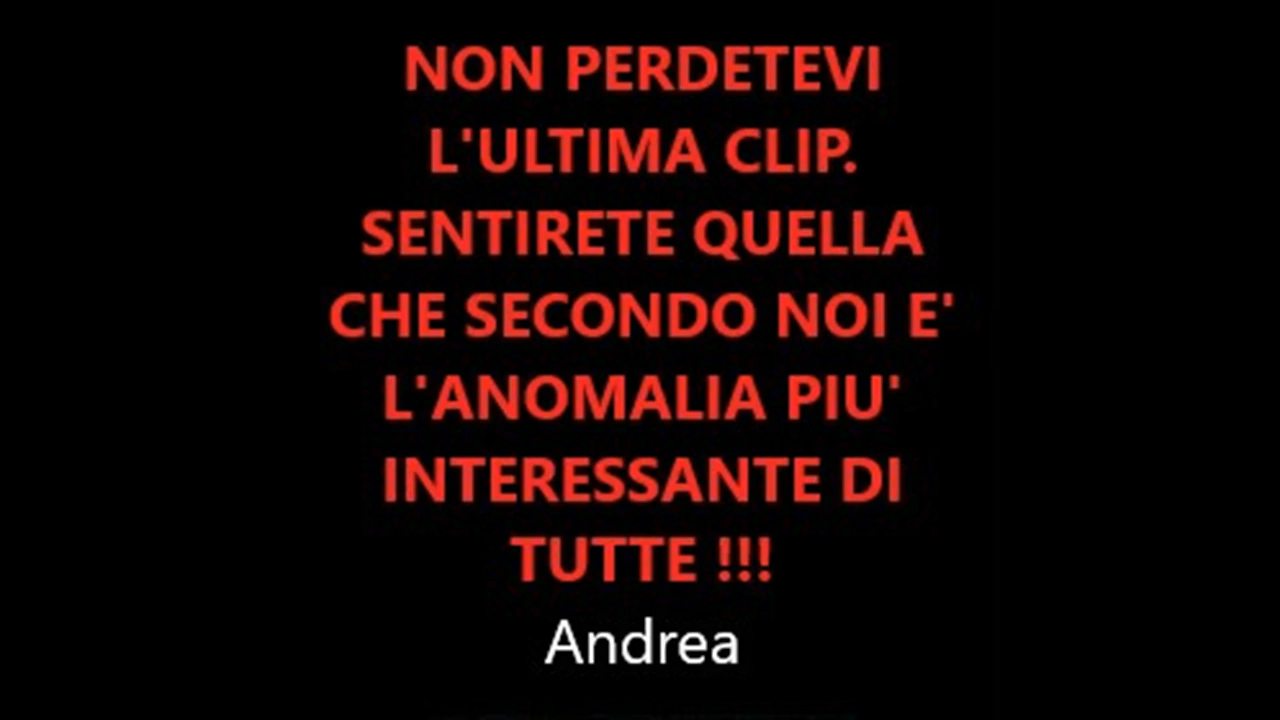 NON PERDETEVI
L'ULTIMA CLIP.
SENTIRETE QUELLA
CHE SECONDO NOI E'
L'ANOMALIA PIU'
INTERESSANTE DI
TUTTE !!!
Andrea